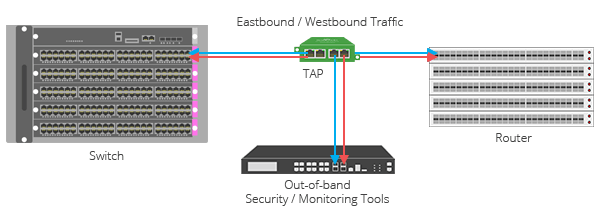 Eastbound / Westbound Traffic
TAP
Switch
Router
Out-of-band
Security / Monitoring Tools